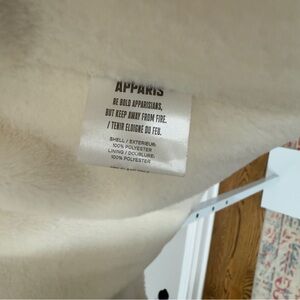 APPARIS
BE BOLD APPARISIANS,
BUT KEEP AWAY FROM FIRE.
/ TENIR ELOIGNE DU FEU.
SHELL / EXTERIEUR:
100% POLYESTER
LINING / DOUBLURE:
100% POLYESTER